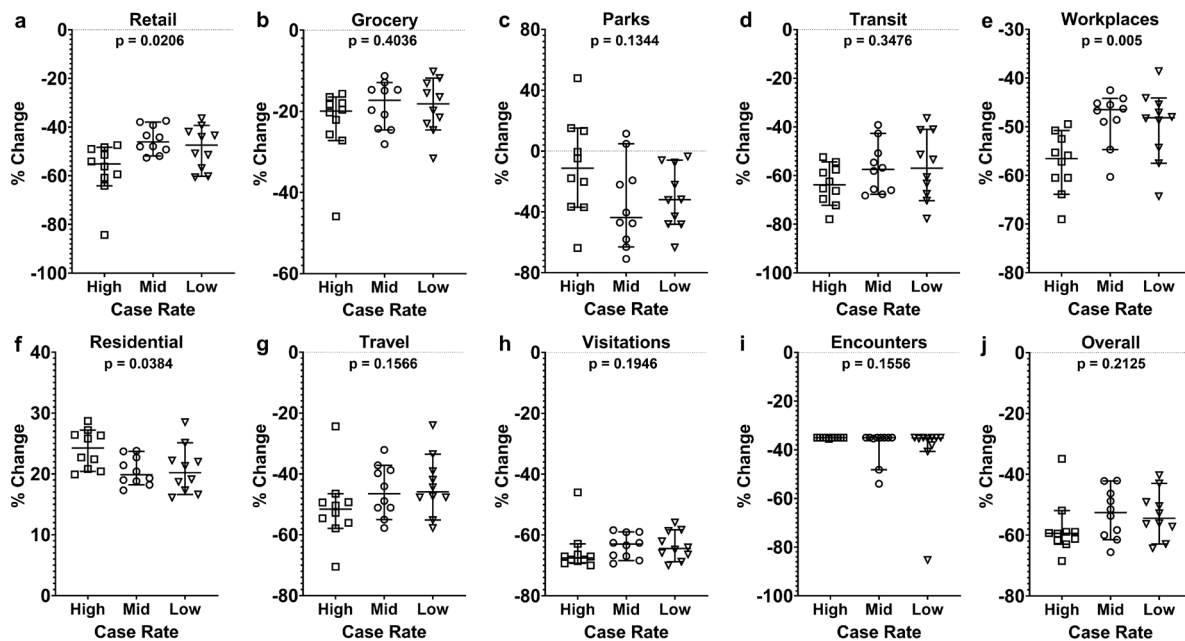 a Retail
p = 0.0206
0
-20
-40
-60
-80
-100
% Change
High Mid Low
Case Rate
b Grocery
p = 0.4036
0
-20
-40
-60
% Change
High Mid Low
Case Rate
c Parks
p = 0.1344
80
40
0
-40
-80
% Change
High Mid Low
Case Rate
d Transit
p = 0.3476
0
-20
-40
-60
-80
-100
% Change
High Mid Low
Case Rate
e Workplaces
p = 0.005
-30
-40
-50
-60
-70
-80
% Change
High Mid Low
Case Rate
f Residential
p = 0.0384
40
30
20
10
0
% Change
High Mid Low
Case Rate
g Travel
p = 0.1566
0
-20
-40
-60
-80
% Change
High Mid Low
Case Rate
h Visitations
p = 0.1946
0
-20
-40
-60
-80
% Change
High Mid Low
Case Rate
i Encounters
p = 0.1556
0
-20
-40
-60
-80
-100
% Change
High Mid Low
Case Rate
j Overall
p = 0.2125
0
-20
-40
-60
-80
% Change
High Mid Low
Case Rate